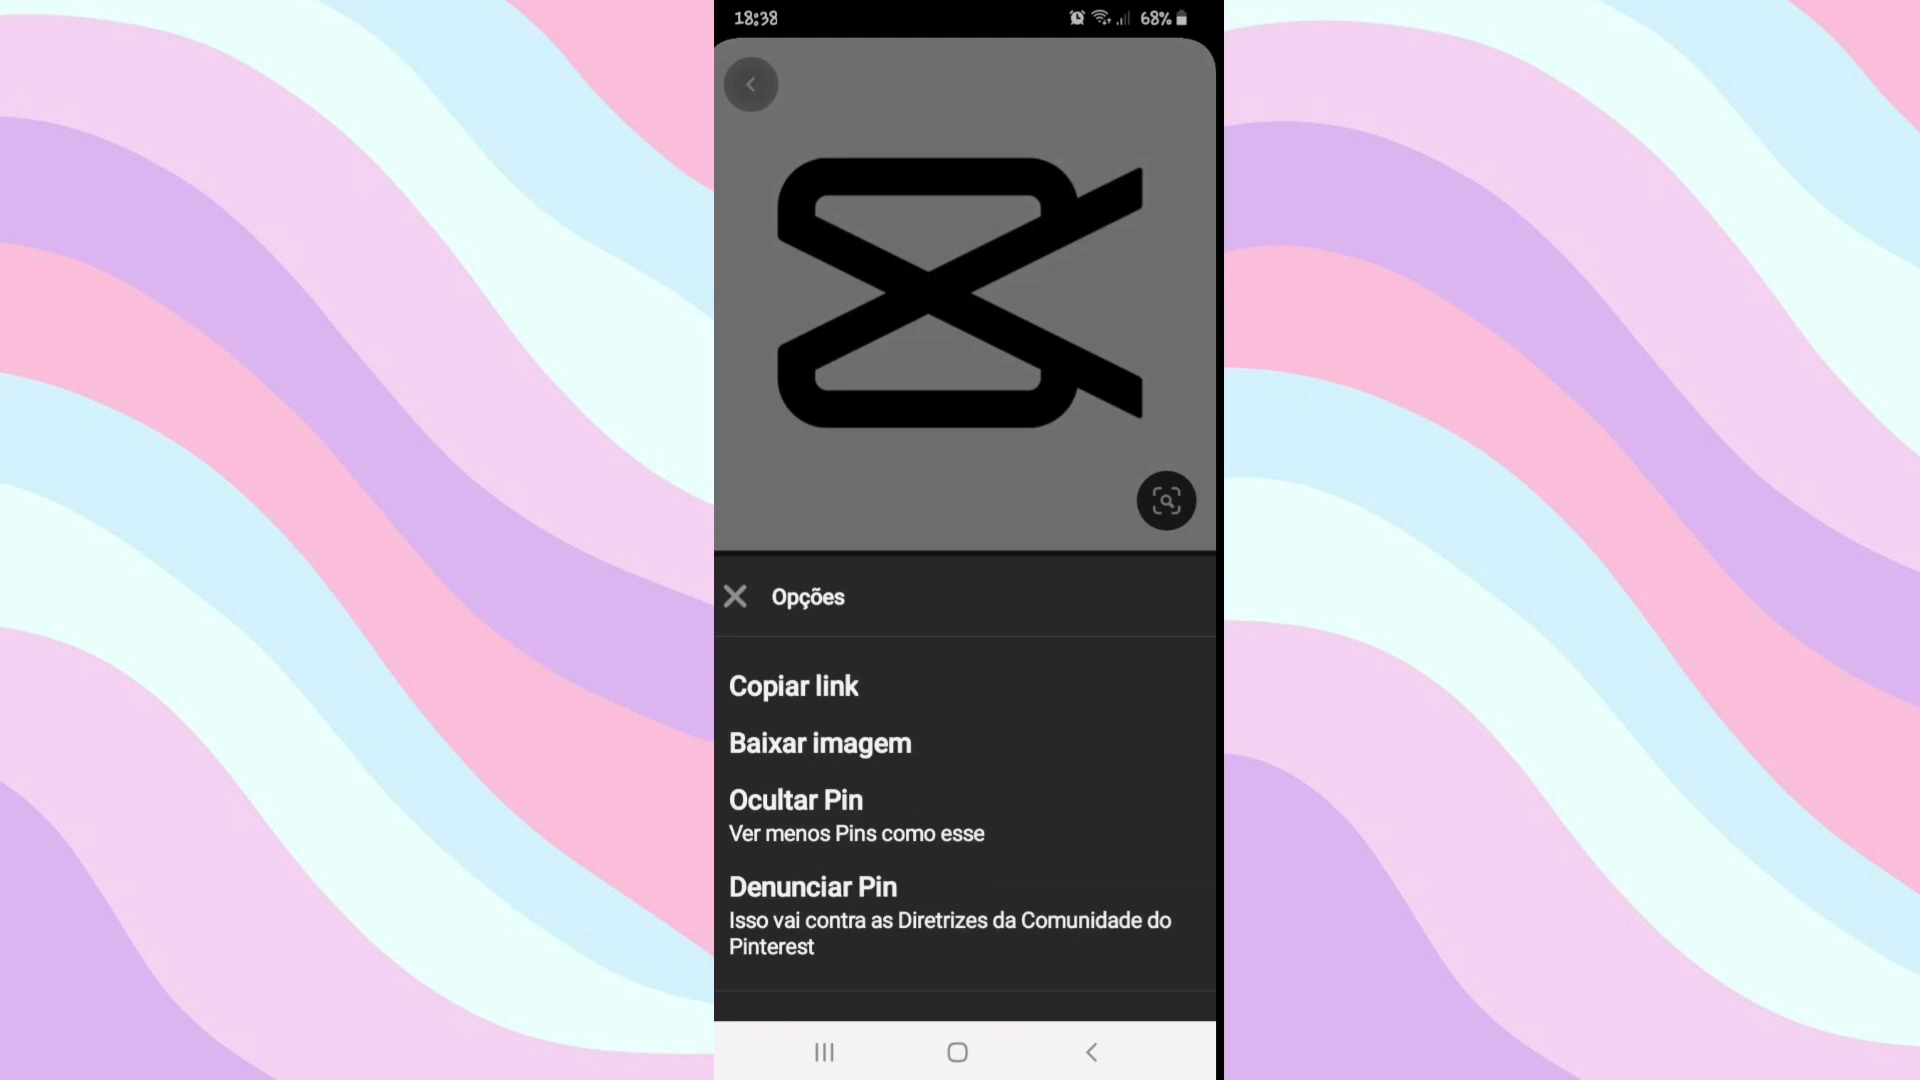 18:38
68%
Opções
Copiar link
Baixar imagem
Ocultar Pin
Ver menos Pins como esse
Denunciar Pin
Isso vai contra as Diretrizes da Comunidade do
Pinterest